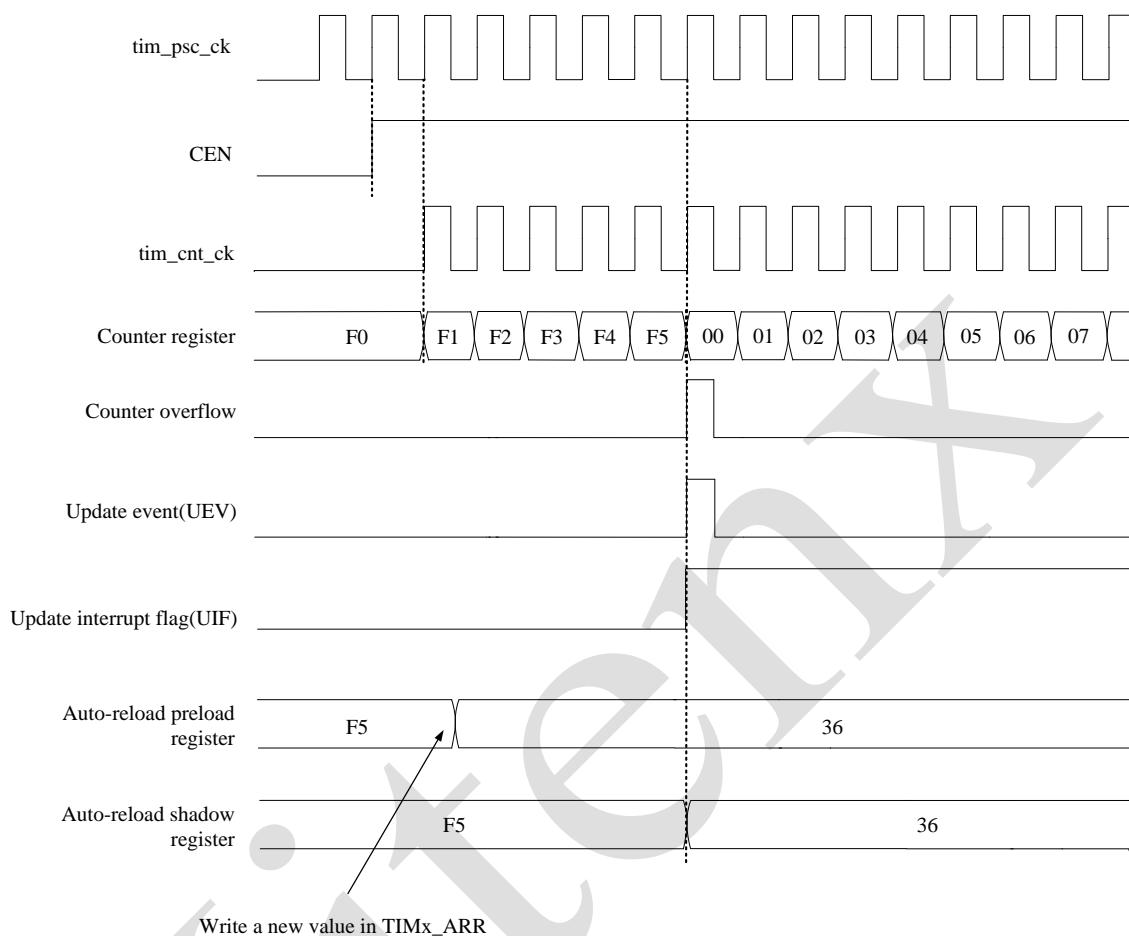 tim_psc_ck
CEN
tim_cnt_ck
Counter register
F0 F1 F2 F3 F4 F5 00 01 02 03 04 05 06 07
Counter overflow
Update event(UEV)
Update interrupt flag(UIF)
Auto-reload preload
register
F5 36
Auto-reload shadow
register
F5 36
Write a new value in TIMx_ARR
itenx